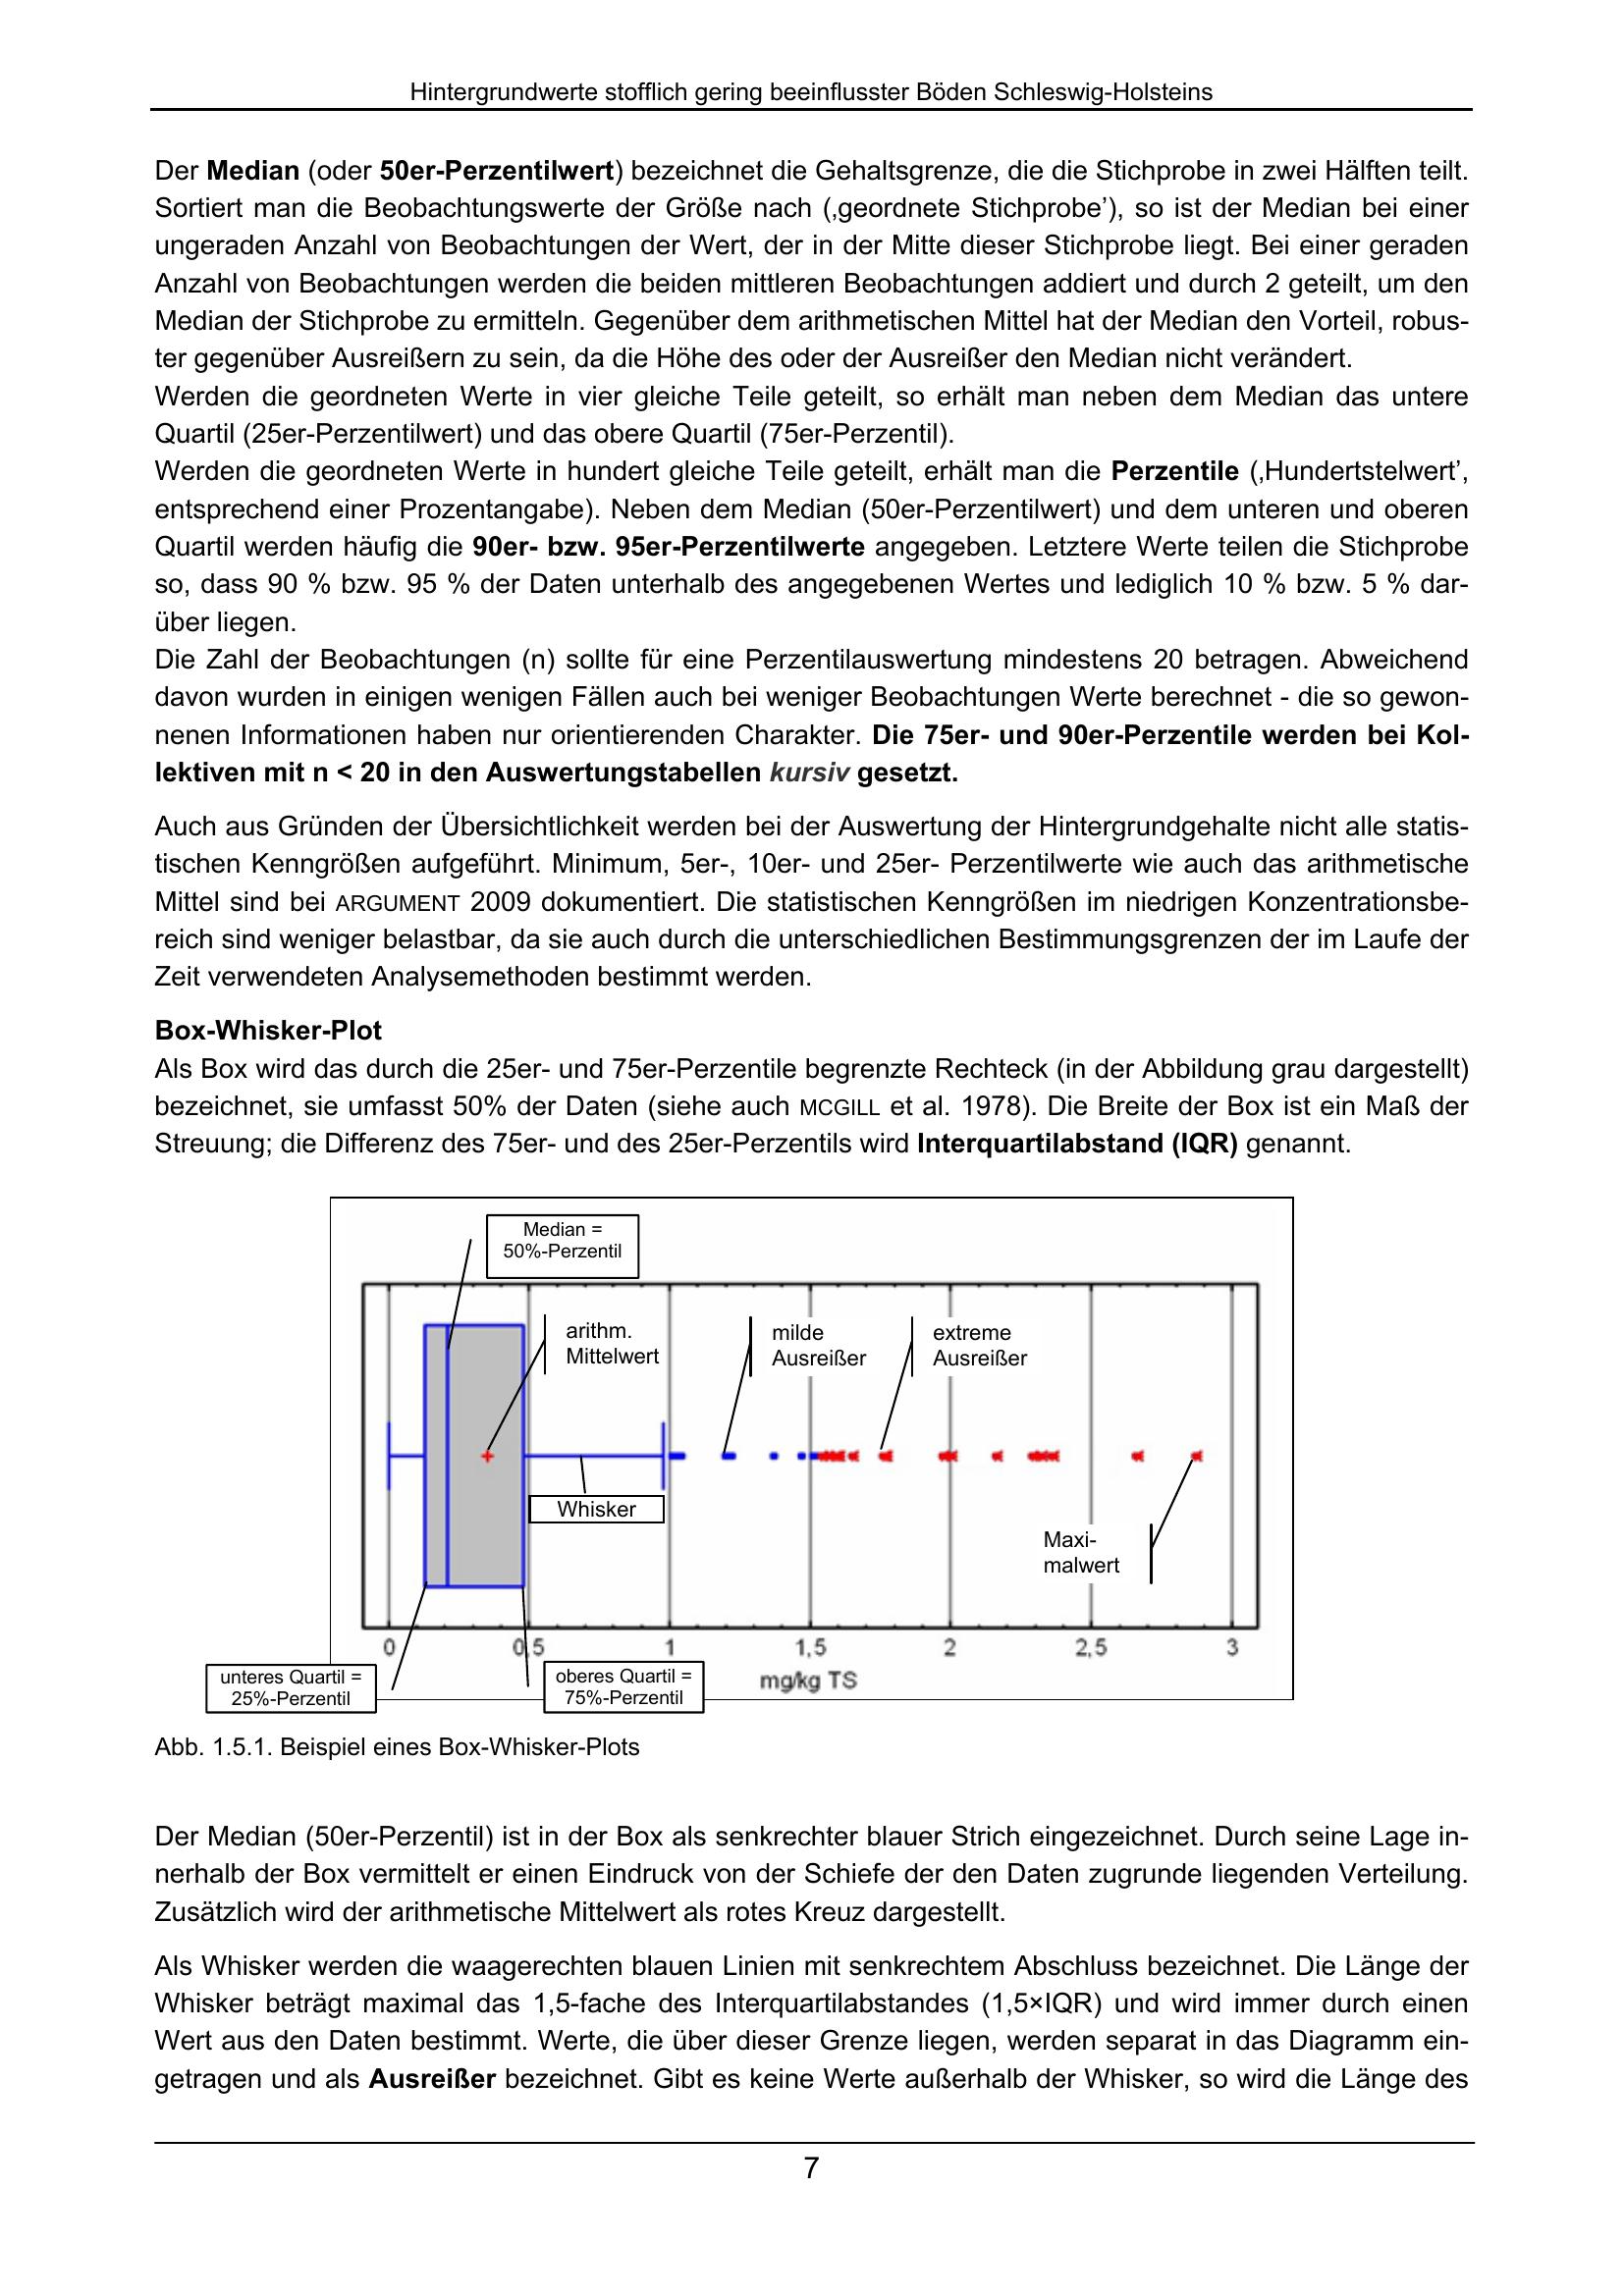 Hintergrundwerte stofflich gering beeinflusster Böden Schleswig-Holsteins
Der Median (oder 50er-Perzentilwert) bezeichnet die Gehaltsgrenze, die die Stichprobe in zwei Hälften teilt.
Sortiert man die Beobachtungswerte der Größe nach (‚geordnete Stichprobe’), so ist der Median bei einer
ungeraden Anzahl von Beobachtungen der Wert, der in der Mitte dieser Stichprobe liegt. Bei einer geraden
Anzahl von Beobachtungen werden die beiden mittleren Beobachtungen addiert und durch 2 geteilt, um den
Median der Stichprobe zu ermitteln. Gegenüber dem arithmetischen Mittel hat der Median den Vorteil, robus-
ter gegenüber Ausreißern zu sein, da die Höhe des oder der Ausreißer den Median nicht verändert.
Werden die geordneten Werte in vier gleiche Teile geteilt, so erhält man neben dem Median das untere
Quartil (25er-Perzentilwert) und das obere Quartil (75er-Perzentil).
Werden die geordneten Werte in hundert gleiche Teile geteilt, erhält man die Perzentile (‚Hundertstelwert’,
entsprechend einer Prozentangabe). Neben dem Median (50er-Perzentilwert) und dem unteren und oberen
Quartil werden häufig die 90er- bzw. 95er-Perzentilwerte angegeben. Letztere Werte teilen die Stichprobe
so, dass 90 % bzw. 95 % der Daten unterhalb des angegebenen Wertes und lediglich 10 % bzw. 5 % dar-
über liegen.
Die Zahl der Beobachtungen (n) sollte für eine Perzentilauswertung mindestens 20 betragen. Abweichend
davon wurden in einigen wenigen Fällen auch bei weniger Beobachtungen Werte berechnet - die so gewon-
nenen Informationen haben nur orientierenden Charakter. Die 75er- und 90er-Perzentile werden bei Kol-
lektiven mit n < 20 in den Auswertungstabellen kursiv gesetzt.
Auch aus Gründen der Übersichtlichkeit werden bei der Auswertung der Hintergrundgehalte nicht alle statis-
tischen Kenngrößen aufgeführt. Minimum, 5er-, 10er- und 25er- Perzentilwerte wie auch das arithmetische
Mittel sind bei ARGUMENT 2009 dokumentiert. Die statistischen Kenngrößen im niedrigen Konzentrationsbe-
reich sind weniger belastbar, da sie auch durch die unterschiedlichen Bestimmungsgrenzen der im Laufe der
Zeit verwendeten Analysemethoden bestimmt werden.
Box-Whisker-Plot
Als Box wird das durch die 25er- und 75er-Perzentile begrenzte Rechteck (in der Abbildung grau dargestellt)
bezeichnet, sie umfasst 50% der Daten (siehe auch MCGILL et al. 1978). Die Breite der Box ist ein Maß der
Streuung; die Differenz des 75er- und des 25er-Perzentils wird Interquartilabstand (IQR) genannt.
Median =
50%-Perzentil
arithm.
Mittelwert
milde
Ausreißer
extreme
Ausreißer
Whisker
Maxi-
malwert
0 0,5 1 1,5 2 2,5 3
mg/kg TS
unteres Quartil =
25%-Perzentil
oberes Quartil =
75%-Perzentil
Abb. 1.5.1. Beispiel eines Box-Whisker-Plots
Der Median (50er-Perzentil) ist in der Box als senkrechter blauer Strich eingezeichnet. Durch seine Lage in-
nerhalb der Box vermittelt er einen Eindruck von der Schiefe der den Daten zugrunde liegenden Verteilung.
Zusätzlich wird der arithmetische Mittelwert als rotes Kreuz dargestellt.
Als Whisker werden die waagerechten blauen Linien mit senkrechtem Abschluss bezeichnet. Die Länge der
Whisker beträgt maximal das 1,5-fache des Interquartilabstandes (1,5×IQR) und wird immer durch einen
Wert aus den Daten bestimmt. Werte, die über dieser Grenze liegen, werden separat in das Diagramm ein-
getragen und als Ausreißer bezeichnet. Gibt es keine Werte außerhalb der Whisker, so wird die Länge des
7